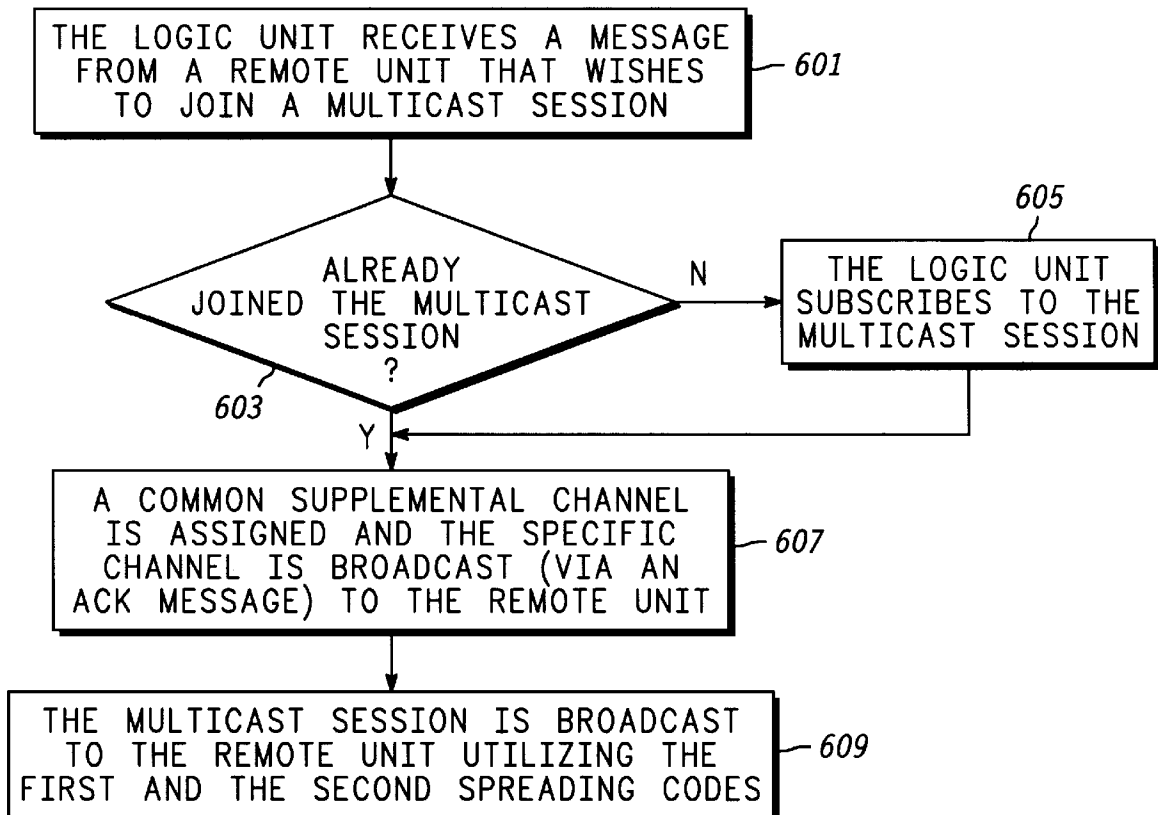 THE LOGIC UNIT RECEIVES A MESSAGE
FROM A REMOTE UNIT THAT WISHES
TO JOIN A MULTICAST SESSION
601
ALREADY
JOINED THE MULTICAST
SESSION
?
603
N
605
THE LOGIC UNIT
SUBSCRIBES TO THE
MULTICAST SESSION
Y
A COMMON SUPPLEMENTAL CHANNEL
IS ASSIGNED AND THE SPECIFIC
CHANNEL IS BROADCAST (VIA AN
ACK MESSAGE) TO THE REMOTE UNIT
607
THE MULTICAST SESSION IS BROADCAST
TO THE REMOTE UNIT UTILIZING THE
FIRST AND THE SECOND SPREADING CODES
609